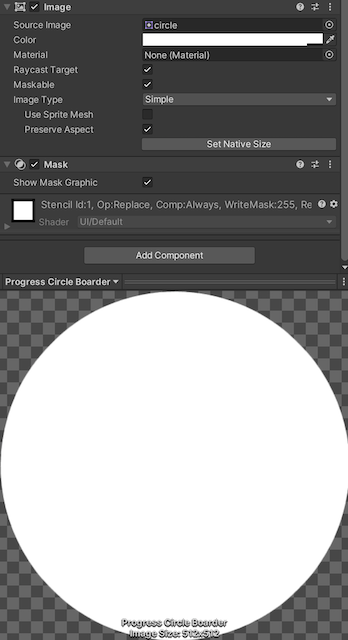 Image
Source Image circle
Color
Material None (Material)
Raycast Target
Maskable
Image Type Simple
Use Sprite Mesh
Preserve Aspect
Set Native Size
Mask
Show Mask Graphic
Stencil Id:1, Op:Replace, Comp:Always, WriteMask:255, Re
Shader UI/Default
Add Component
Progress Circle Boarder
Progress Circle Boarder
Image Size: 512x512